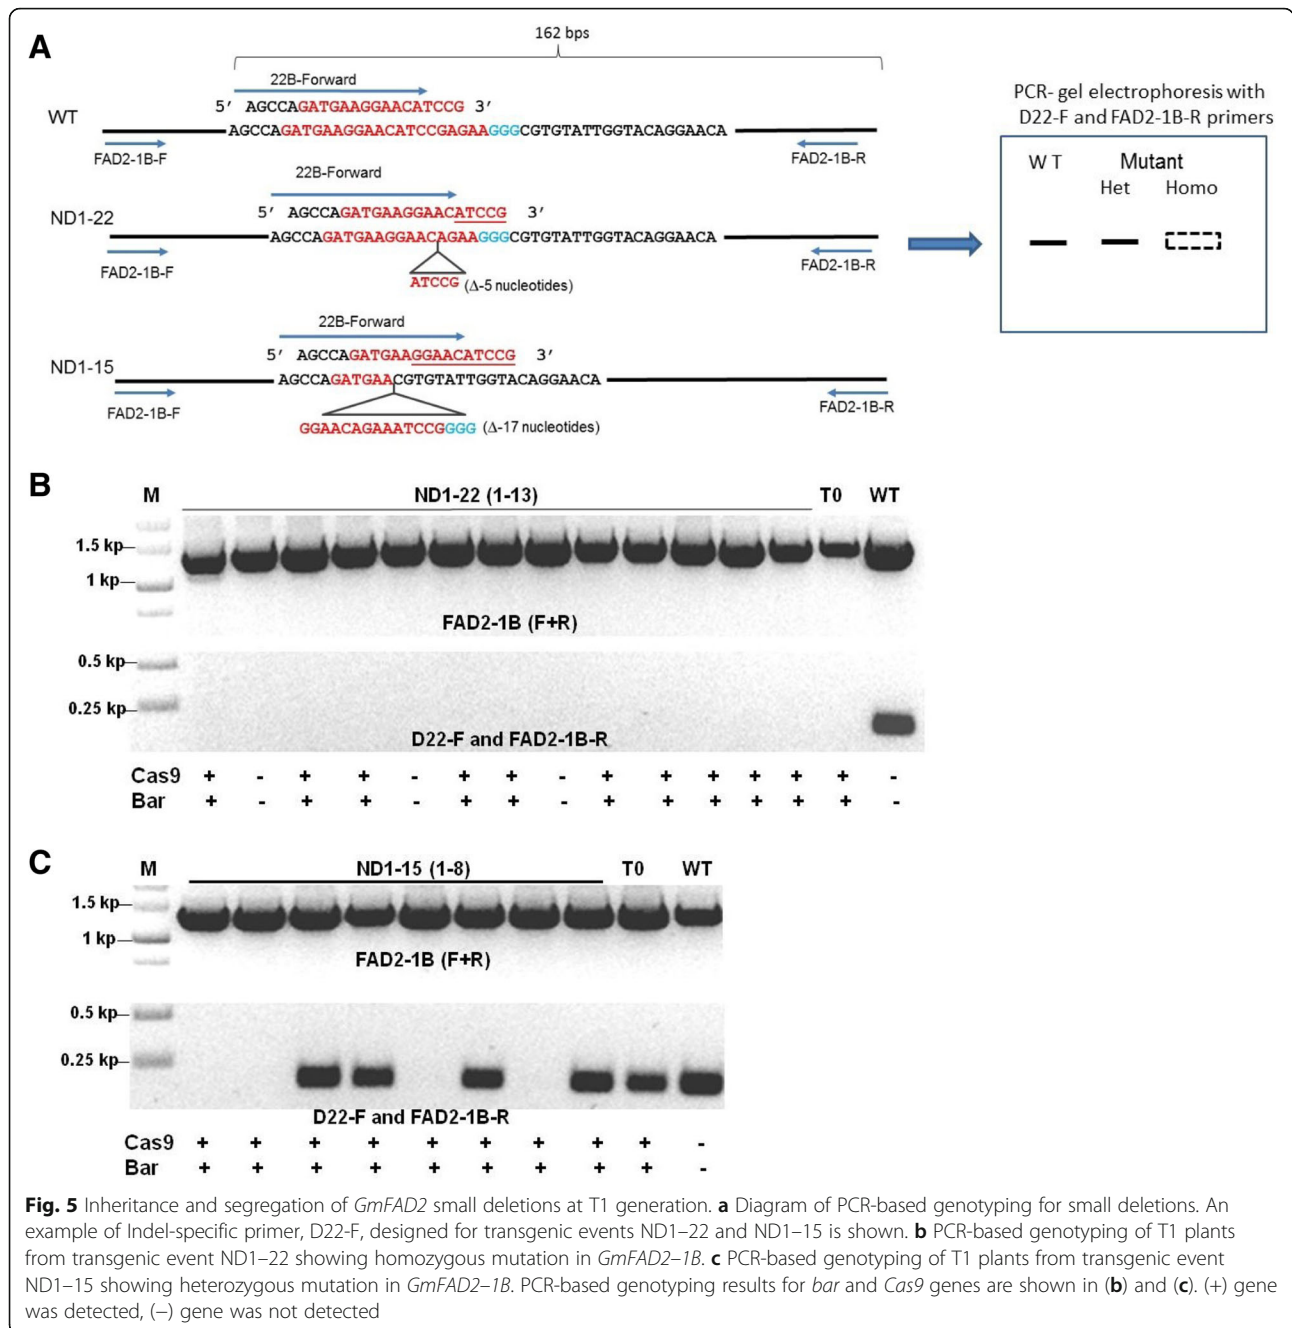 A
162 bps
22B-Forward
5′ AGCCAGATGAAGGAACATCCG 3′
WT
AGCCAGATGAAGGAACATCCGAGAAGGGCGTGTATTGGTACAGGAACA
FAD2-1B-F
FAD2-1B-R
22B-Forward
5′ AGCCAGATGAAGGAACATCCG 3′
ND1-22
AGCCAGATGAAGGAACAGAAGGGCGTGTATTGGTACAGGAACA
FAD2-1B-F
FAD2-1B-R
ATCCG (Δ-5 nucleotides)
22B-Forward
5′ AGCCAGATGAAGGAACATCCG 3′
ND1-15
AGCCAGATGAACGTGTATTGGTACAGGAACA
FAD2-1B-F
FAD2-1B-R
GGAACAGAAATCCGGGG (Δ-17 nucleotides)
PCR- gel electrophoresis with
D22-F and FAD2-1B-R primers
W T Mutant
Het Homo
B
M ND1-22 (1-13) T0 WT
1.5 kp
1 kp
FAD2-1B (F+R)
0.5 kp
0.25 kp
D22-F and FAD2-1B-R
Cas9 + - + + - + + - + + + + + + -
Bar + - + + - + + - + + + + + + -
C
M ND1-15 (1-8) T0 WT
1.5 kp
1 kp
FAD2-1B (F+R)
0.5 kp
0.25 kp
D22-F and FAD2-1B-R
Cas9 + + + + + + + + + -
Bar + + + + + + + + + -
Fig. 5 Inheritance and segregation of GmFAD2 small deletions at T1 generation. a Diagram of PCR-based genotyping for small deletions. An
example of Indel-specific primer, D22-F, designed for transgenic events ND1–22 and ND1–15 is shown. b PCR-based genotyping of T1 plants
from transgenic event ND1–22 showing homozygous mutation in GmFAD2–1B. c PCR-based genotyping of T1 plants from transgenic event
ND1–15 showing heterozygous mutation in GmFAD2–1B. PCR-based genotyping results for bar and Cas9 genes are shown in (b) and (c). (+) gene
was detected, (−) gene was not detected